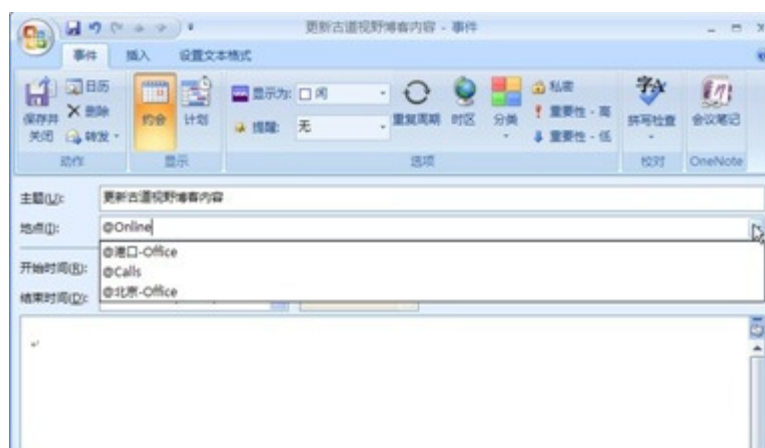 更新古道视野博客内容 - 事件
事件 插入 设置文本格式
保存并关闭
日历
删除
转发
动作
约会
计划
显示
显示为: 闲
提醒: 无
重复周期
时区
分类
私密
重要性 - 高
重要性 - 低
选项
拼写检查
校对
会议笔记
OneNote
主题(U): 更新古道视野博客内容
地点(I): @Online
@港口-Office
@Calls
@北京-Office
开始时间(R):
结束时间(D):